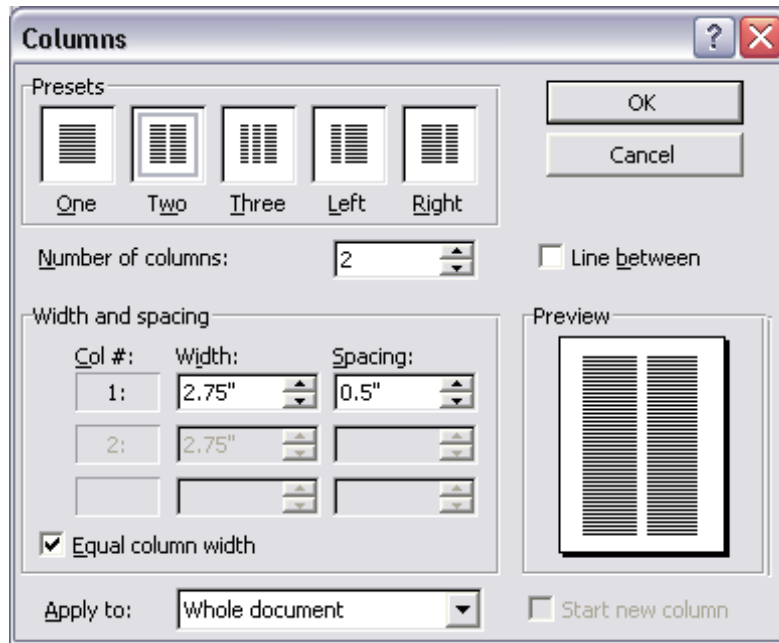 Columns
Presets
One Two Three Left Right
OK
Cancel
Number of columns: 2
Line between
Width and spacing
Col #: Width: Spacing:
1: 2.75" 0.5"
2: 2.75"
Equal column width
Preview
Apply to: Whole document
Start new column